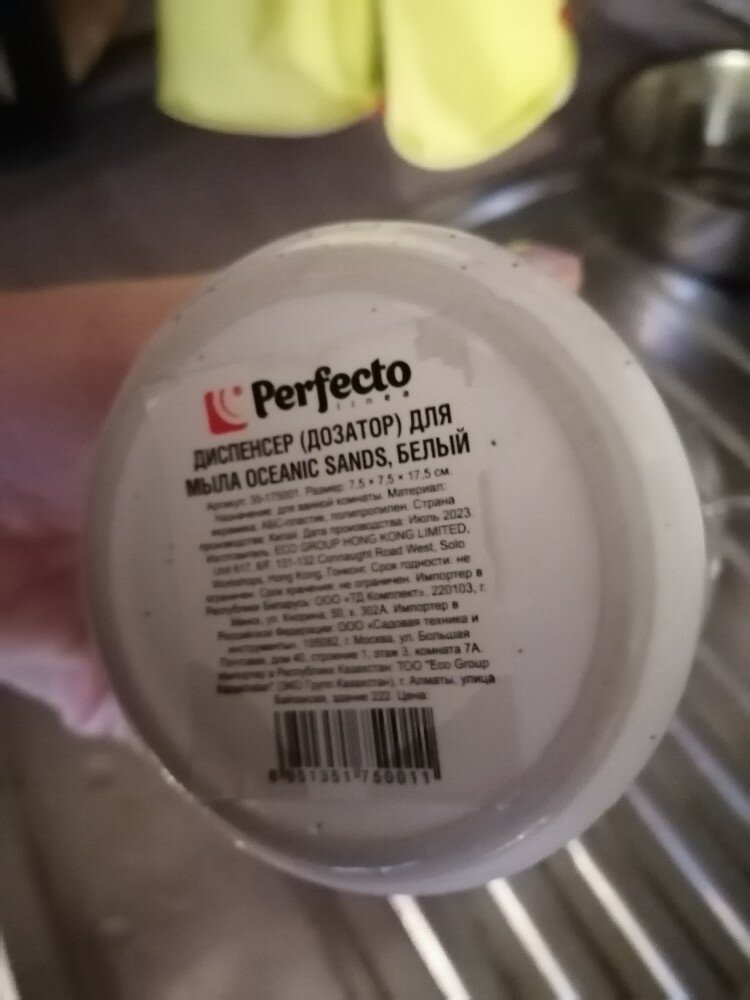 Perfecto
linea
ДИСПЕНСЕР (ДОЗАТОР) ДЛЯ
МЫЛА OCEANIC SANDS, БЕЛЫЙ
Артикул: 35-175001. Размер: 7,5 × 7,5 × 17,5 см.
Назначение: для ванной комнаты. Материал:
керамика, АБС-пластик, полипропилен. Страна
производства: Китай. Дата производства: Июль 2023.
Изготовитель: ECO GROUP HONG KONG LIMITED,
Unit 617, 6/F, 131-132 Connaught Road West, Solo
Workshops, Hong Kong, Гонконг. Срок годности: не
ограничен. Срок хранения: не ограничен. Импортер в
Республике Беларусь: ООО «ТД Комплект», 220103, г.
Минск, ул. Кнорина, 50, к. 302А. Импортер в
Российской Федерации: ООО «Садовая техника и
инструменты», 105082, г. Москва, ул. Большая
Почтовая, дом 40, строение 1, этаж 3, комната 7А.
Импортер в Республике Казахстан: ТОО "Eco Group
(ЭКО Групп Казахстан), г. Алматы, улица
здание 222. Цена: